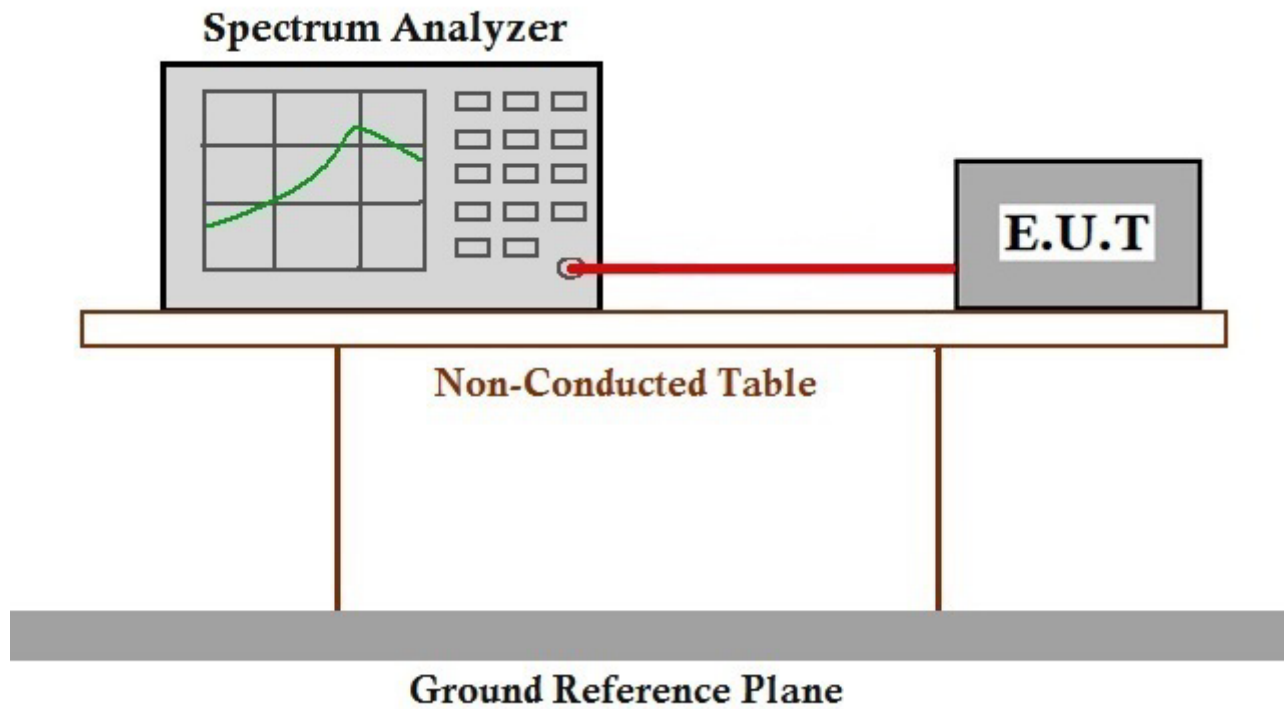 Spectrum Analyzer
E.U.T
Non-Conducted Table
Ground Reference Plane